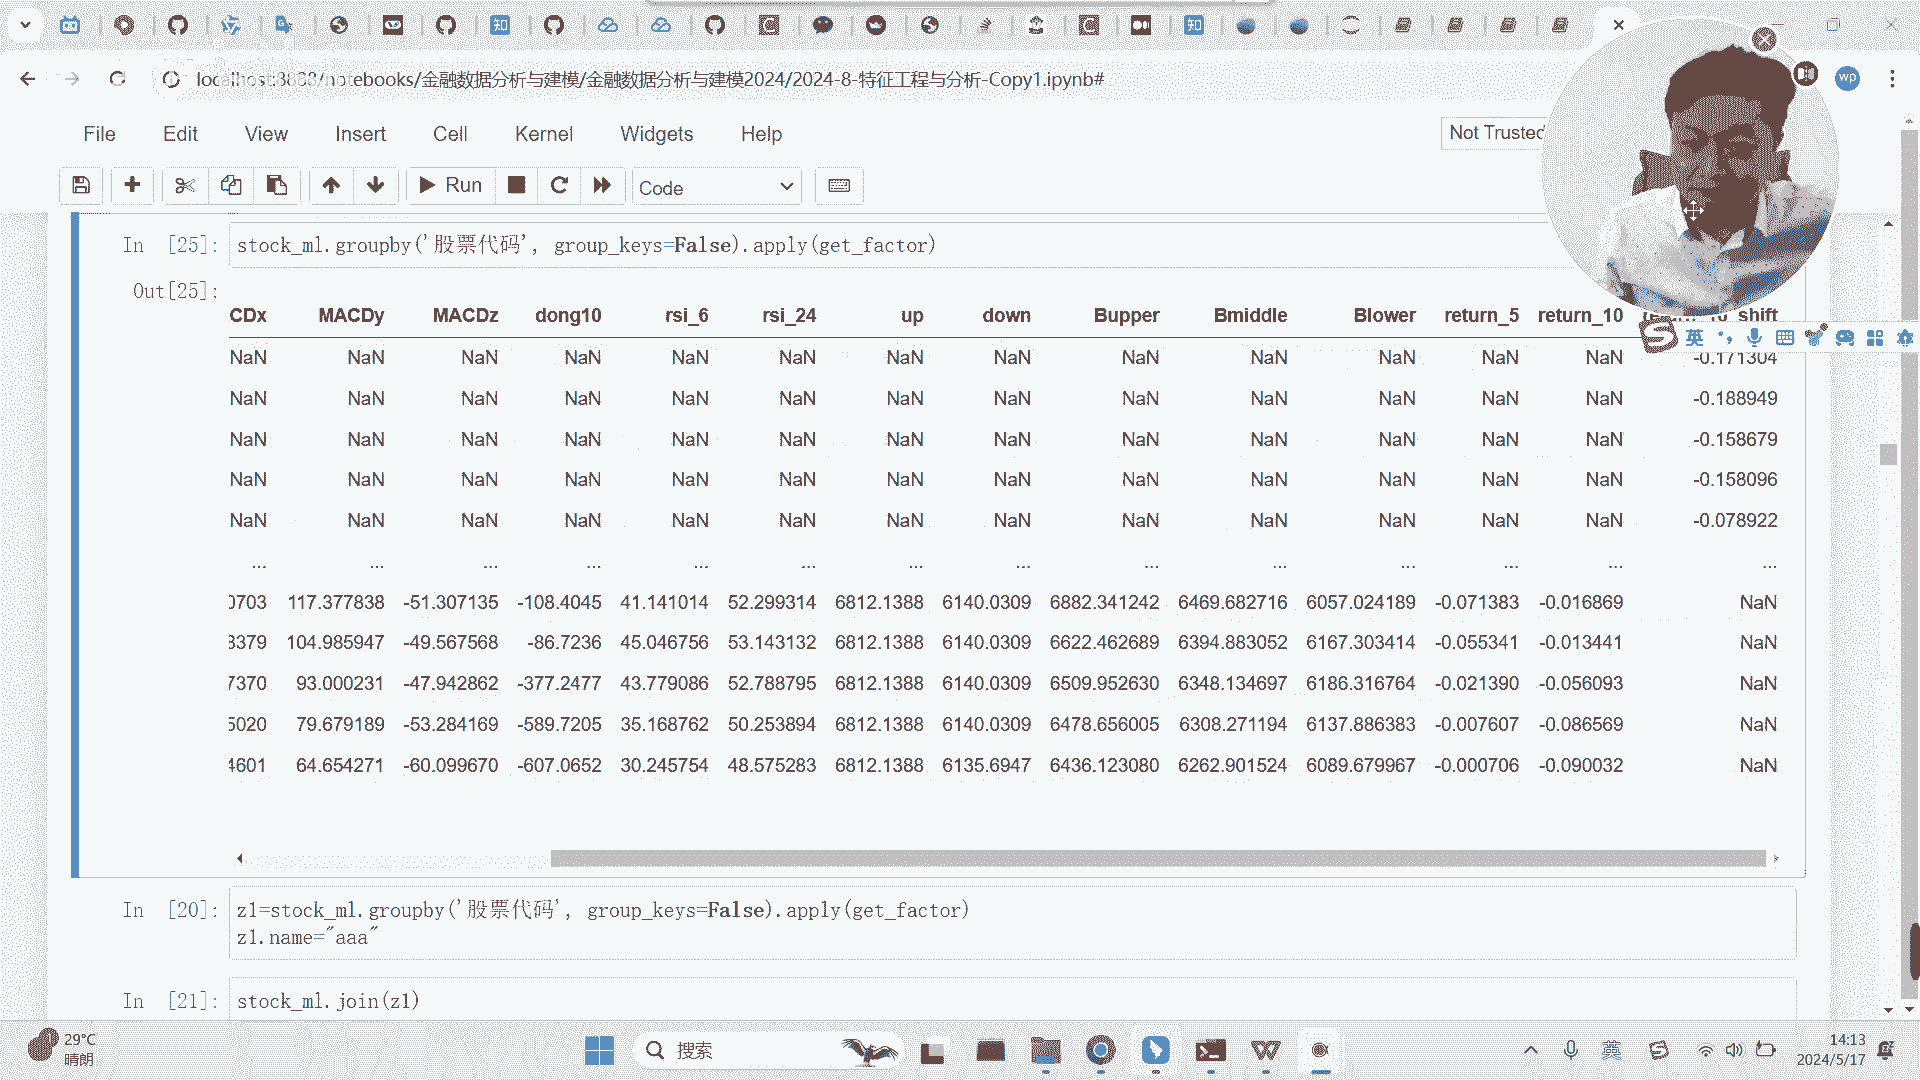 localhost:8888/notebooks/金融数据分析与建模/金融数据分析与建模2024/2024-8-特征工程与分析-Copy1.ipynb#
wp
File Edit View Insert Cell Kernel Widgets Help
Not Trusted
Run Code
In [25]: stock_ml.groupby('股票代码', group_keys=False).apply(get_factor)
Out[25]:
CDx MACDy MACDz dong10 rsi_6 rsi_24 up down Bupper Bmiddle Blower return_5 return_10 shift
英
NaN NaN NaN NaN NaN NaN NaN NaN NaN NaN NaN NaN NaN -0.171304
NaN NaN NaN NaN NaN NaN NaN NaN NaN NaN NaN NaN NaN -0.188949
NaN NaN NaN NaN NaN NaN NaN NaN NaN NaN NaN NaN NaN -0.158679
NaN NaN NaN NaN NaN NaN NaN NaN NaN NaN NaN NaN NaN -0.158096
NaN NaN NaN NaN NaN NaN NaN NaN NaN NaN NaN NaN NaN -0.078922
... ... ... ... ... ... ... ... ... ... ... ... ... ...
0703 117.377838 -51.307135 -108.4045 41.141014 52.299314 6812.1388 6140.0309 6882.341242 6469.682716 6057.024189 -0.071383 -0.016869 NaN
3379 104.985947 -49.567568 -86.7236 45.046756 53.143132 6812.1388 6140.0309 6622.462689 6394.883052 6167.303414 -0.055341 -0.013441 NaN
7370 93.000231 -47.942862 -377.2477 43.779086 52.788795 6812.1388 6140.0309 6509.952630 6348.134697 6186.316764 -0.021390 -0.056093 NaN
5020 79.679189 -53.284169 -589.7205 35.168762 50.253894 6812.1388 6140.0309 6478.656005 6308.271194 6137.886383 -0.007607 -0.086569 NaN
4601 64.654271 -60.099670 -607.0652 30.245754 48.575283 6812.1388 6135.6947 6436.123080 6262.901524 6089.679967 -0.000706 -0.090032 NaN
In [20]: z1=stock_ml.groupby('股票代码', group_keys=False).apply(get_factor)
z1.name="aaa"
In [21]: stock_ml.join(z1)
29°C
晴朗
搜索
英
14:13
2024/5/17